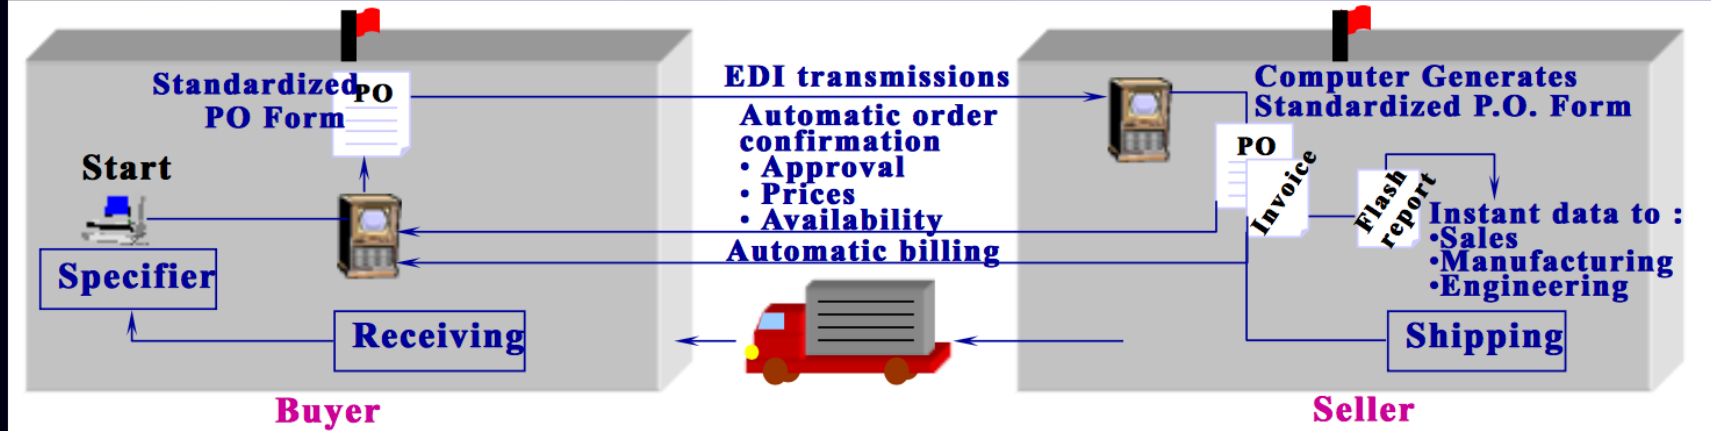 Standardized
PO Form
PO
Start
Specifier
Receiving
Buyer
EDI transmissions
Automatic order
confirmation
• Approval
• Prices
• Availability
Automatic billing
Computer Generates
Standardized P.O. Form
PO
Invoice
Flash
report
Instant data to :
•Sales
•Manufacturing
•Engineering
Shipping
Seller